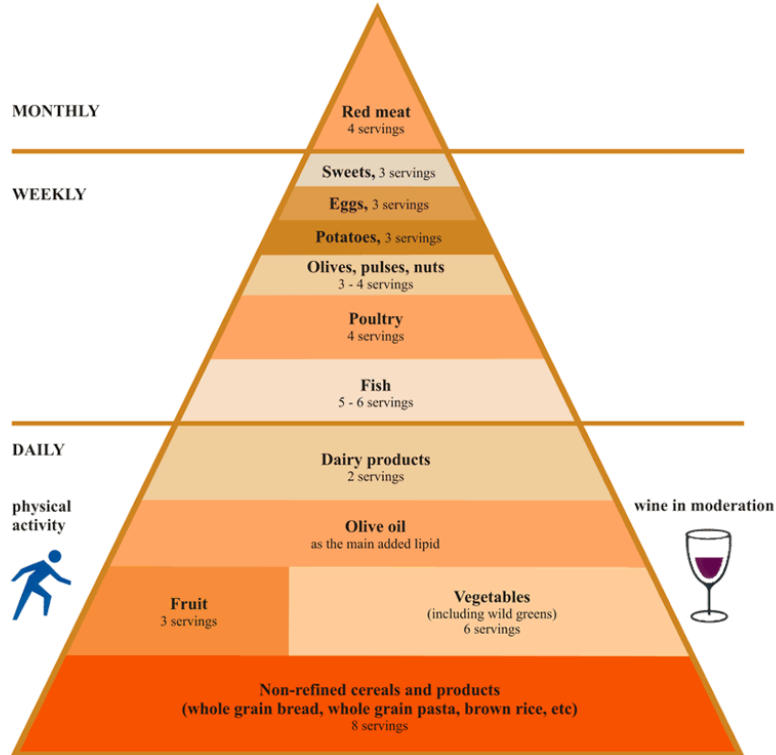 MONTHLY
Red meat
4 servings
WEEKLY
Sweets, 3 servings
Eggs, 3 servings
Potatoes, 3 servings
Olives, pulses, nuts
3 - 4 servings
Poultry
4 servings
Fish
5 - 6 servings
DAILY
Dairy products
2 servings
physical
activity
wine in moderation
Olive oil
as the main added lipid
Fruit
3 servings
Vegetables
(including wild greens)
6 servings
Non-refined cereals and products
(whole grain bread, whole grain pasta, brown rice, etc)
8 servings